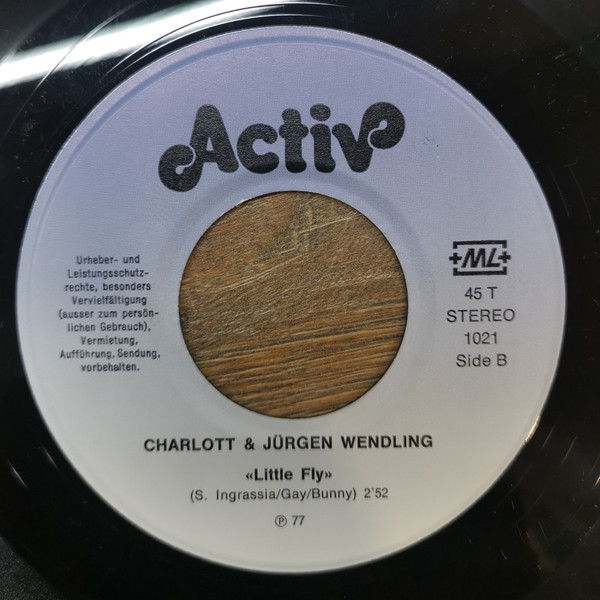 Activ
Urheber- und
Leistungsschutz-
rechte, besonders
Vervielfältigung
(ausser zum persön-
lichen Gebrauch),
Vermietung,
Aufführung, Sendung,
vorbehalten.
+ML+
45 T
STEREO
1021
Side B
CHARLOTT & JÜRGEN WENDLING
«Little Fly»
(S. Ingrassia/Gay/Bunny) 2'52
℗ 77